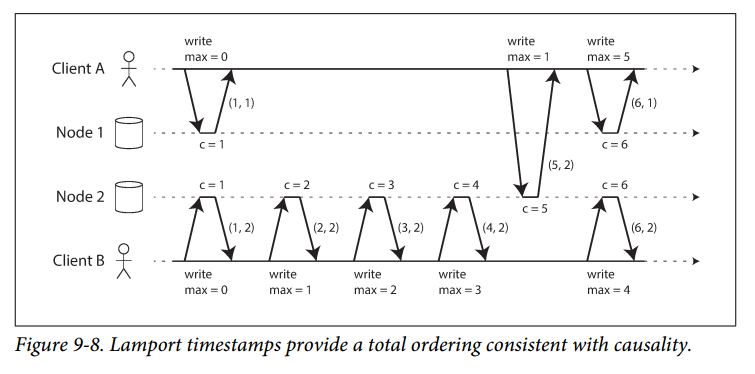 write
max = 0
write
max = 1
write
max = 5
Client A
(1, 1)
(6, 1)
Node 1
c = 1
c = 6
(5, 2)
c = 1
c = 2
c = 3
c = 4
c = 6
Node 2
c = 5
(1, 2)
(2, 2)
(3, 2)
(4, 2)
(6, 2)
Client B
write
max = 0
write
max = 1
write
max = 2
write
max = 3
write
max = 4
Figure 9-8. Lamport timestamps provide a total ordering consistent with causality.